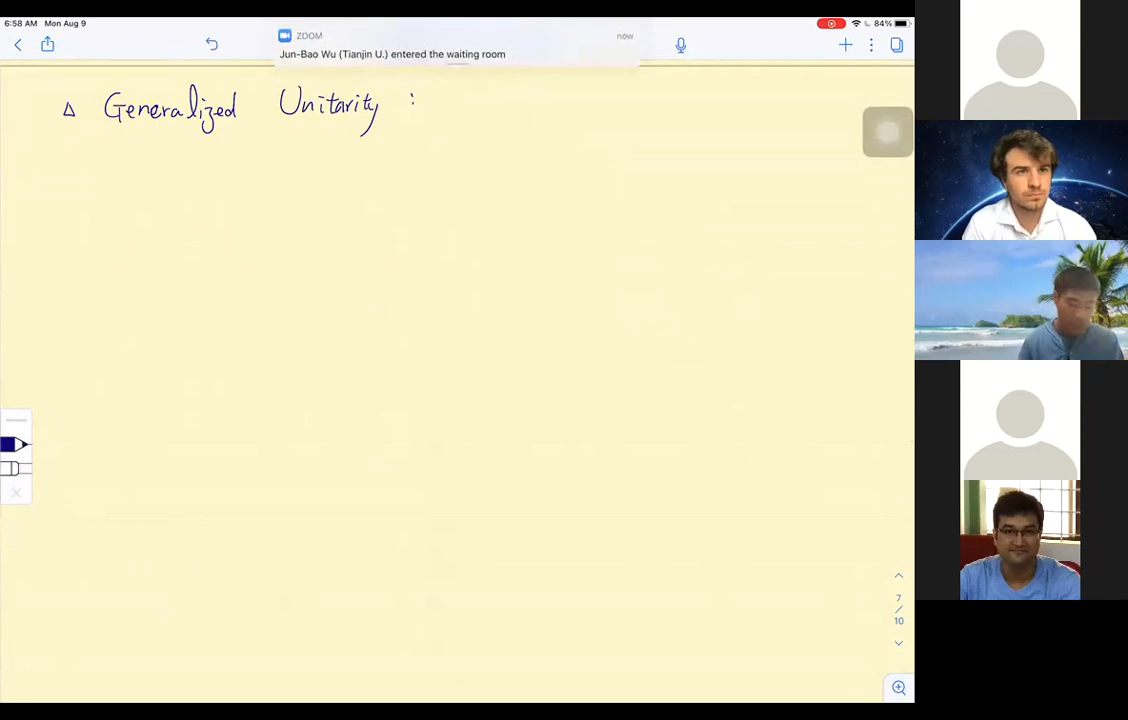 6:58 AM Mon Aug 9
84%
ZOOM
now
Jun-Bao Wu (Tianjin U.) entered the waiting room
Δ Generalized Unitarity :
7
/
10